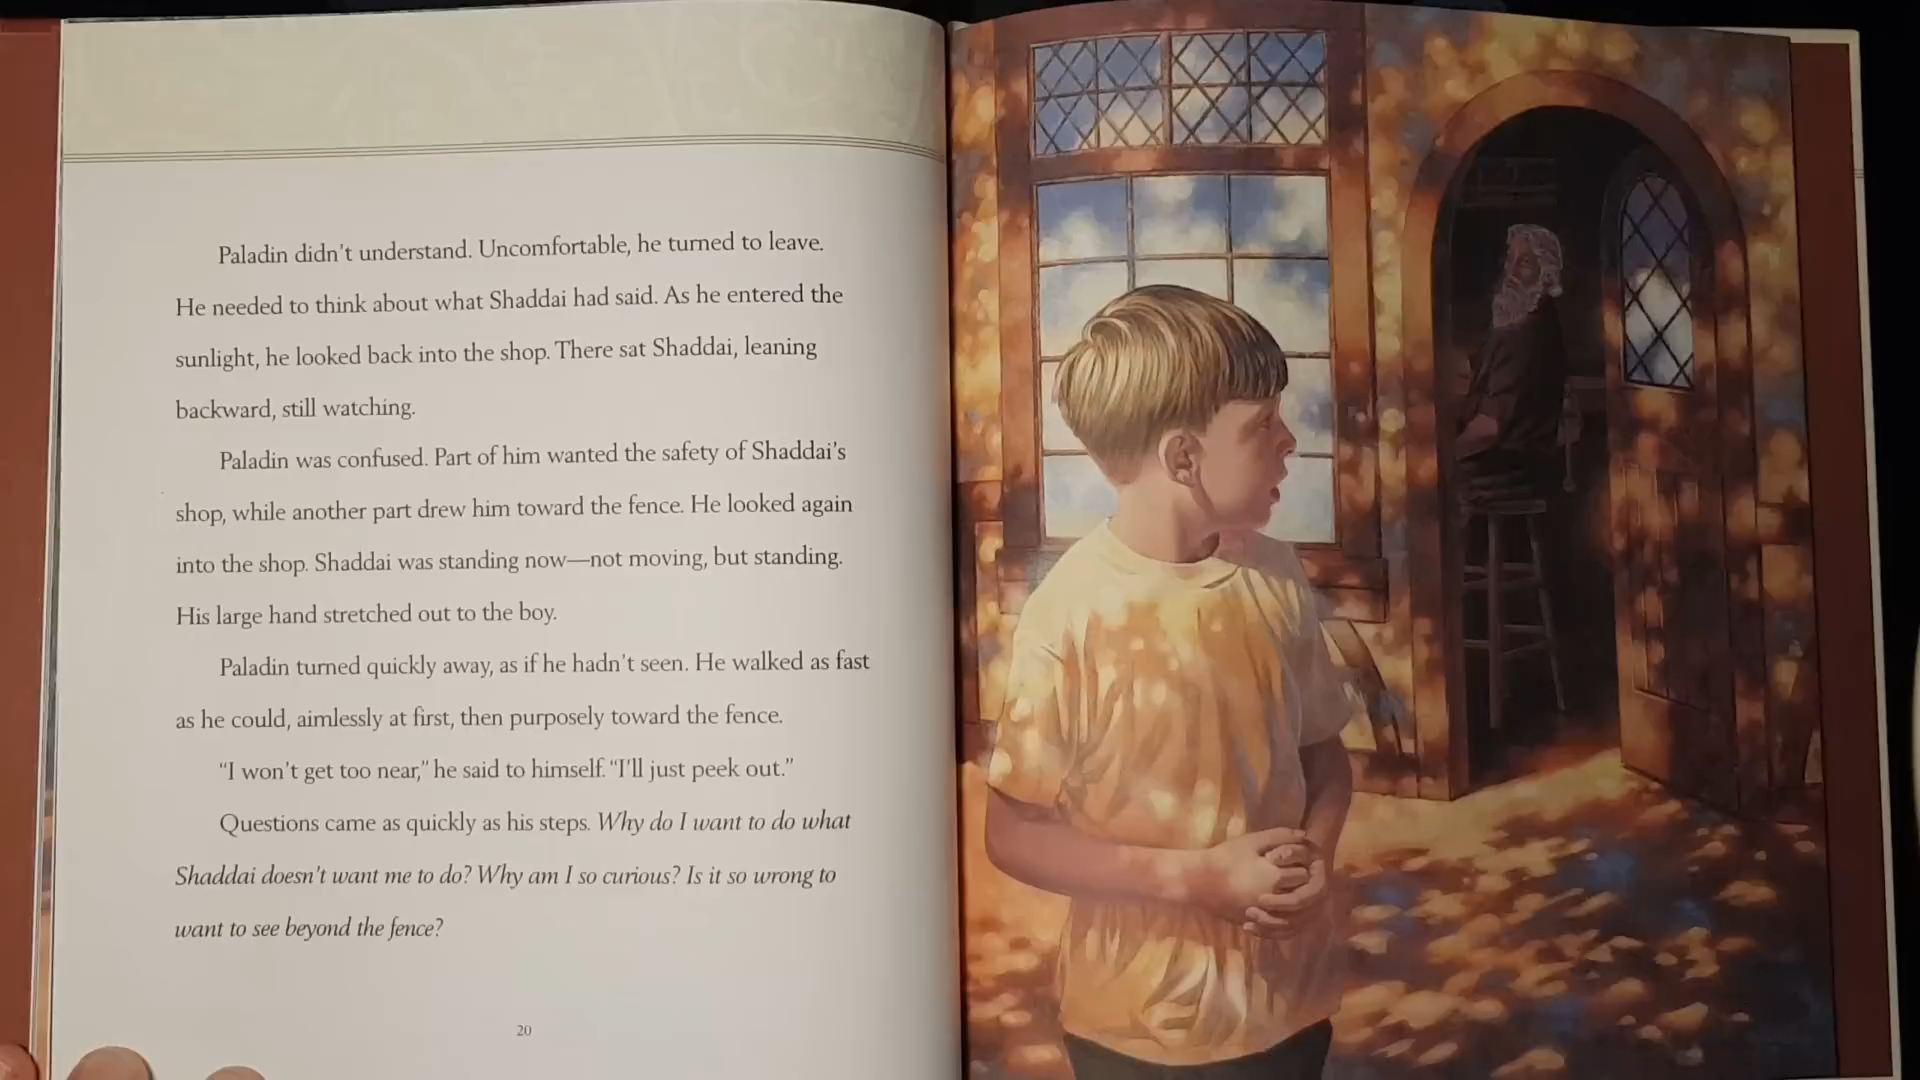 Paladin didn't understand. Uncomfortable, he turned to leave.
He needed to think about what Shaddai had said. As he entered the
sunlight, he looked back into the shop. There sat Shaddai, leaning
backward, still watching.
Paladin was confused. Part of him wanted the safety of Shaddai's
shop, while another part drew him toward the fence. He looked again
into the shop. Shaddai was standing now—not moving, but standing.
His large hand stretched out to the boy.
Paladin turned quickly away, as if he hadn't seen. He walked as fast
as he could, aimlessly at first, then purposely toward the fence.
“I won't get too near,” he said to himself. “I'll just peek out.”
Questions came as quickly as his steps. Why do I want to do what
Shaddai doesn't want me to do? Why am I so curious? Is it so wrong to
want to see beyond the fence?
20